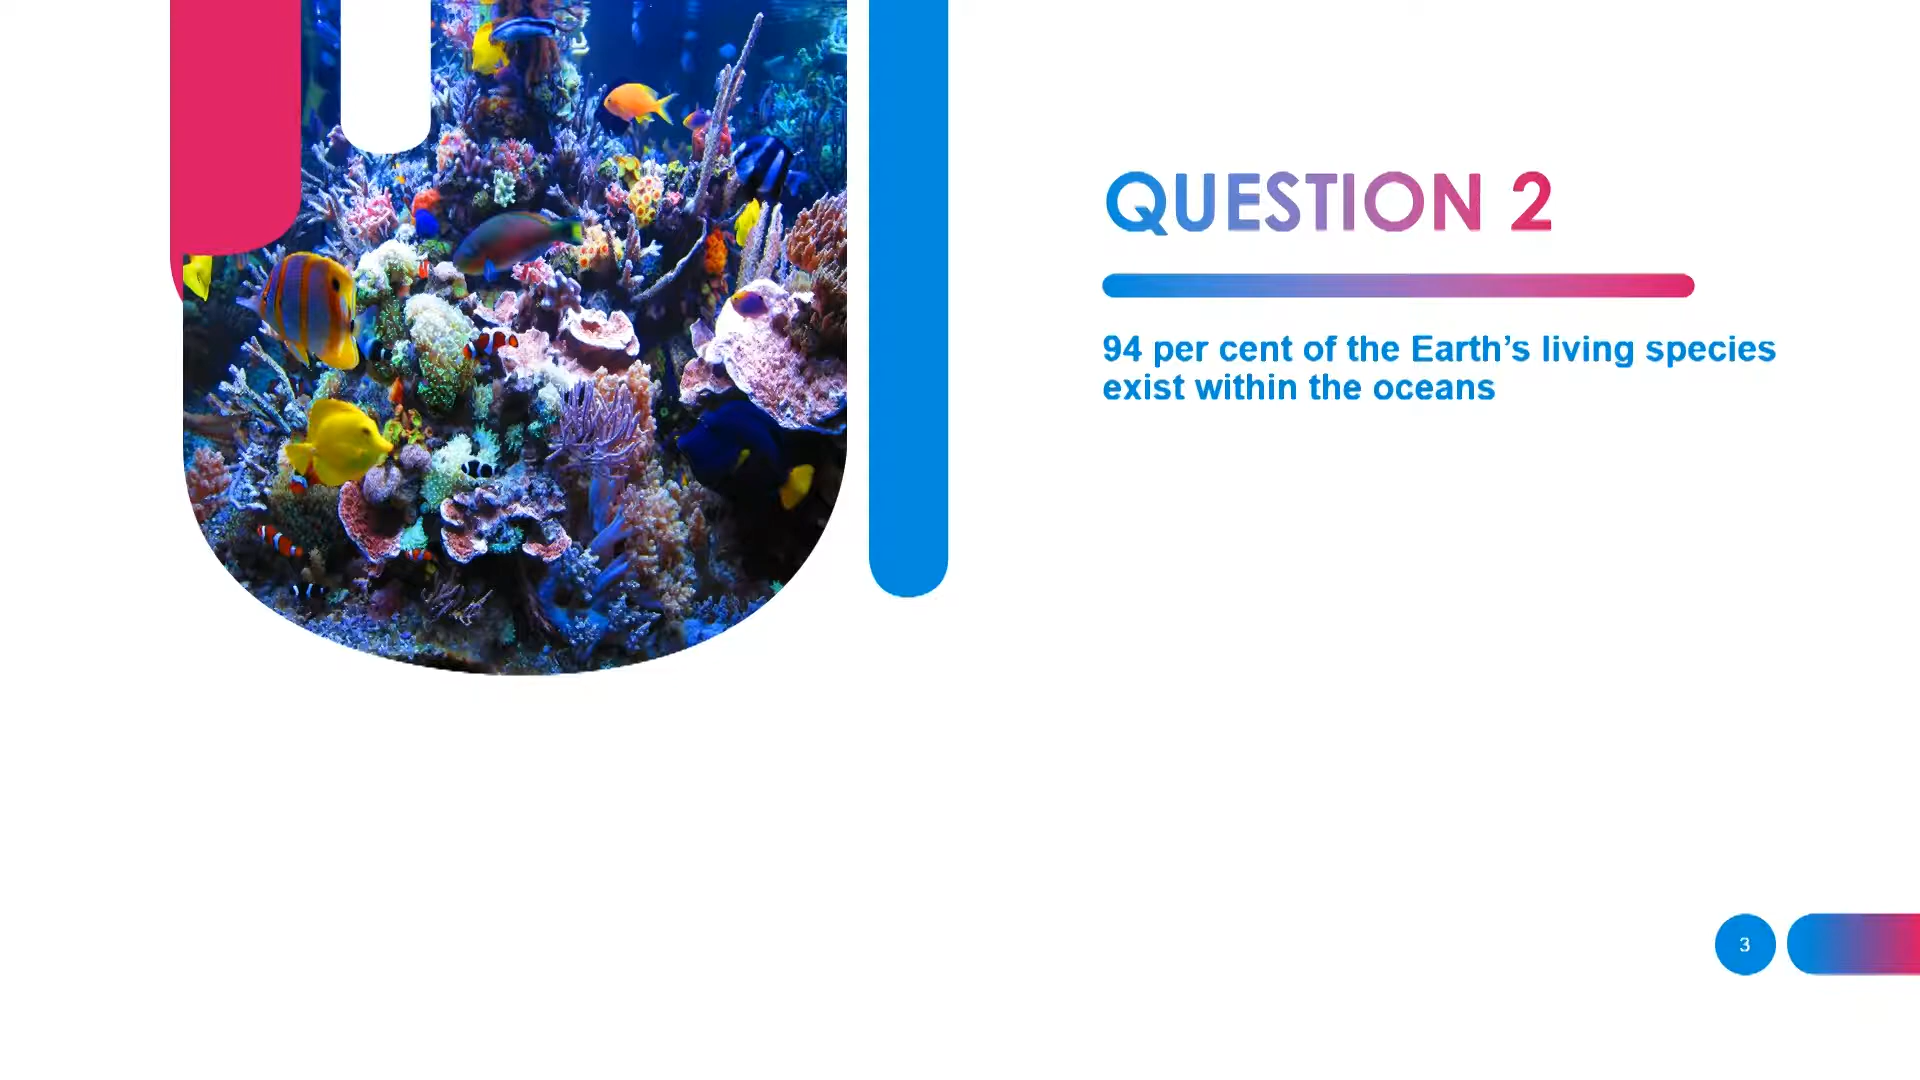 QUESTION 2
94 per cent of the Earth’s living species
exist within the oceans
3